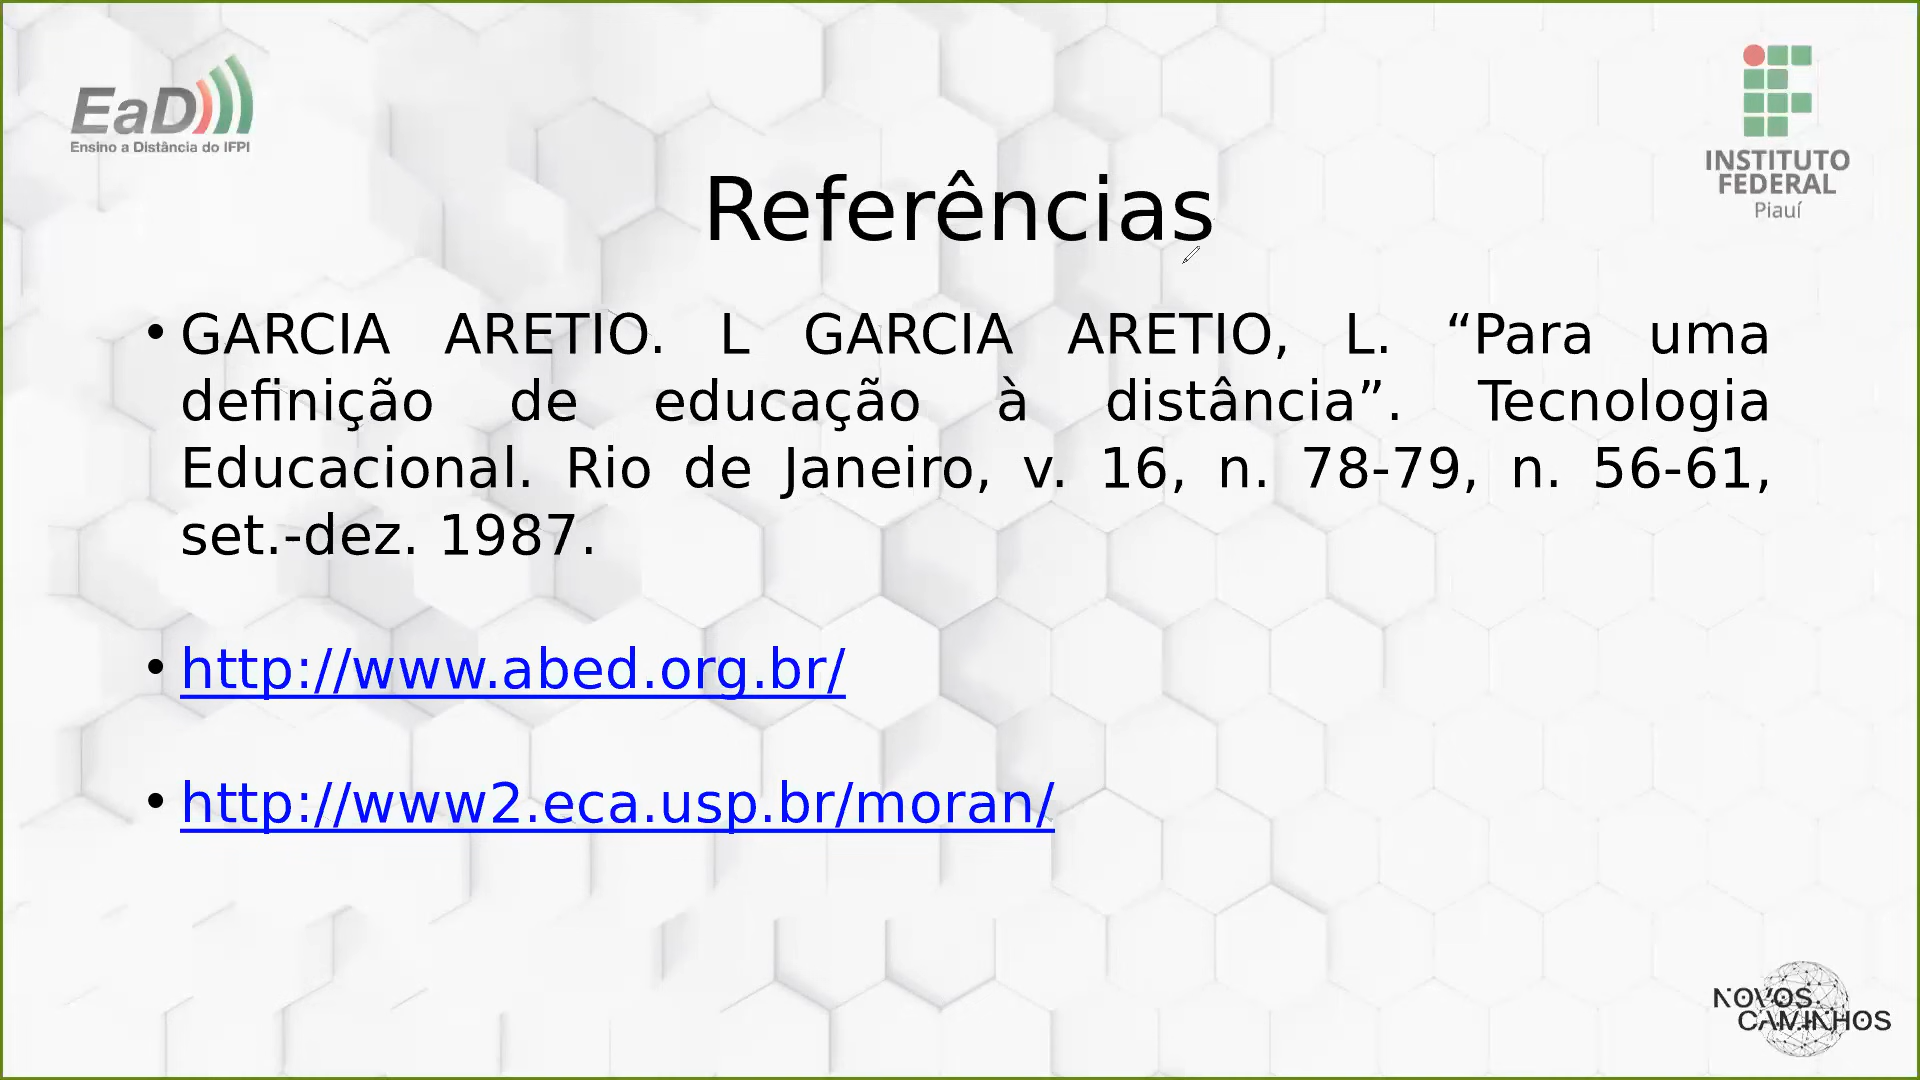 EaD
Ensino a Distância do IFPI
INSTITUTO
FEDERAL
Piauí
Referências
• GARCIA ARETIO. L GARCIA ARETIO, L. “Para uma
definição de educação à distância”. Tecnologia
Educacional. Rio de Janeiro, v. 16, n. 78-79, n. 56-61,
set.-dez. 1987.
• http://www.abed.org.br/
• http://www2.eca.usp.br/moran/
NOVOS
CAMINHOS